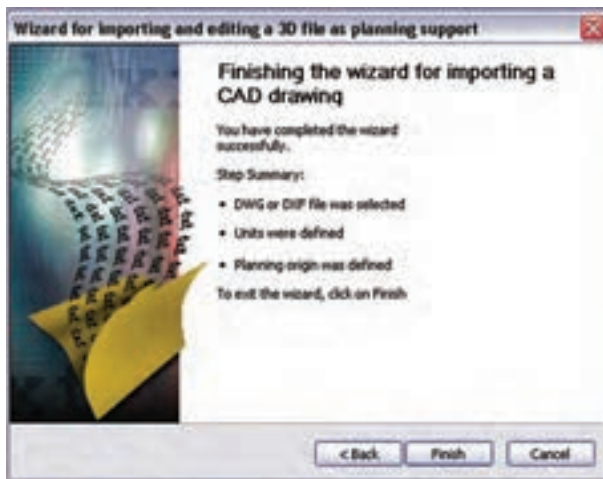 Wizard for importing and editing a 3D file as planning support
Finishing the wizard for importing a
CAD drawing
You have completed the wizard
successfully.
Step Summary:
• DWG or DXF file was selected
• Units were defined
• Planning origin was defined
To exit the wizard, click on Finish
< Back
Finish
Cancel